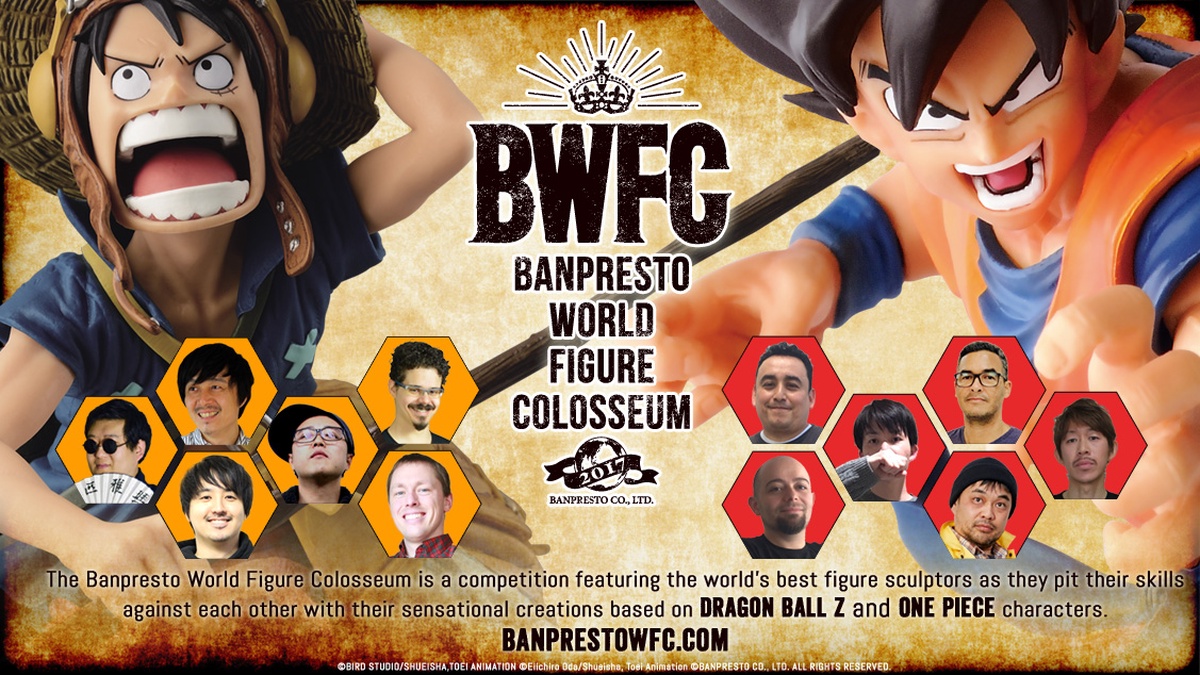 BWFC
BANPRESTO
WORLD
FIGURE
COLOSSEUM
2017
BANPRESTO CO., LTD.
The Banpresto World Figure Colosseum is a competition featuring the world's best figure sculptors as they pit their skills
against each other with their sensational creations based on DRAGON BALL Z and ONE PIECE characters.
BANPRESTOWFC.COM
©BIRD STUDIO/SHUEISHA,TOEI ANIMATION ©Eiichiro Oda/Shueisha, Toei Animation ©BANPRESTO CO., LTD. ALL RIGHTS RESERVED.